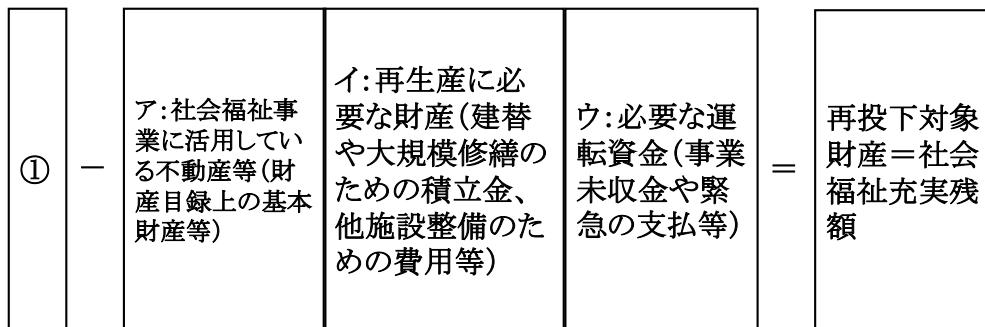 ①
－
ア：社会福祉事
業に活用してい
る不動産等（財
産目録上の基本
財産等）
イ：再生産に必
要な財産（建替
や大規模修繕の
ための積立金、
他施設整備のた
めの費用等）
ウ：必要な運
転資金（事業
未収金や緊
急の支払等）
＝
再投下対象
財産＝社会
福祉充実残
額